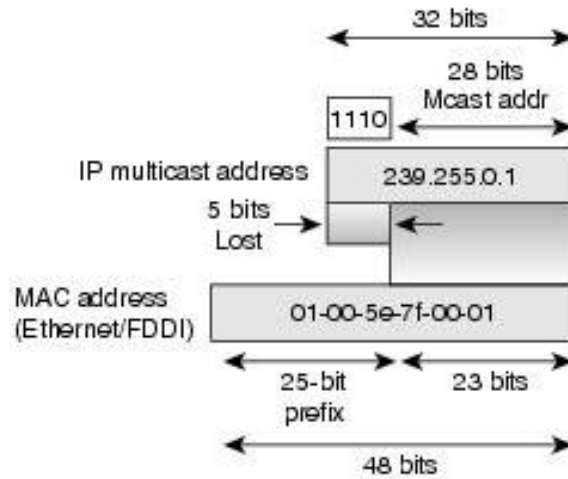 32 bits
28 bits
Mcast addr
1110
IP multicast address
239.255.0.1
5 bits
Lost
MAC address
(Ethernet/FDDI)
01-00-5e-7f-00-01
25-bit
prefix
23 bits
48 bits